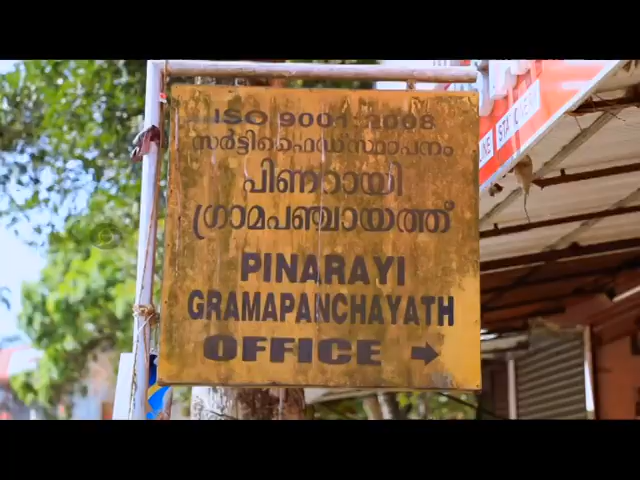 ISO 9001:2008
സർട്ടിഫൈഡ്സ്ഥാപനം
പിണറായി
ഗ്രാമപഞ്ചായത്ത്
PINARAYI
GRAMAPANCHAYATH
OFFICE →